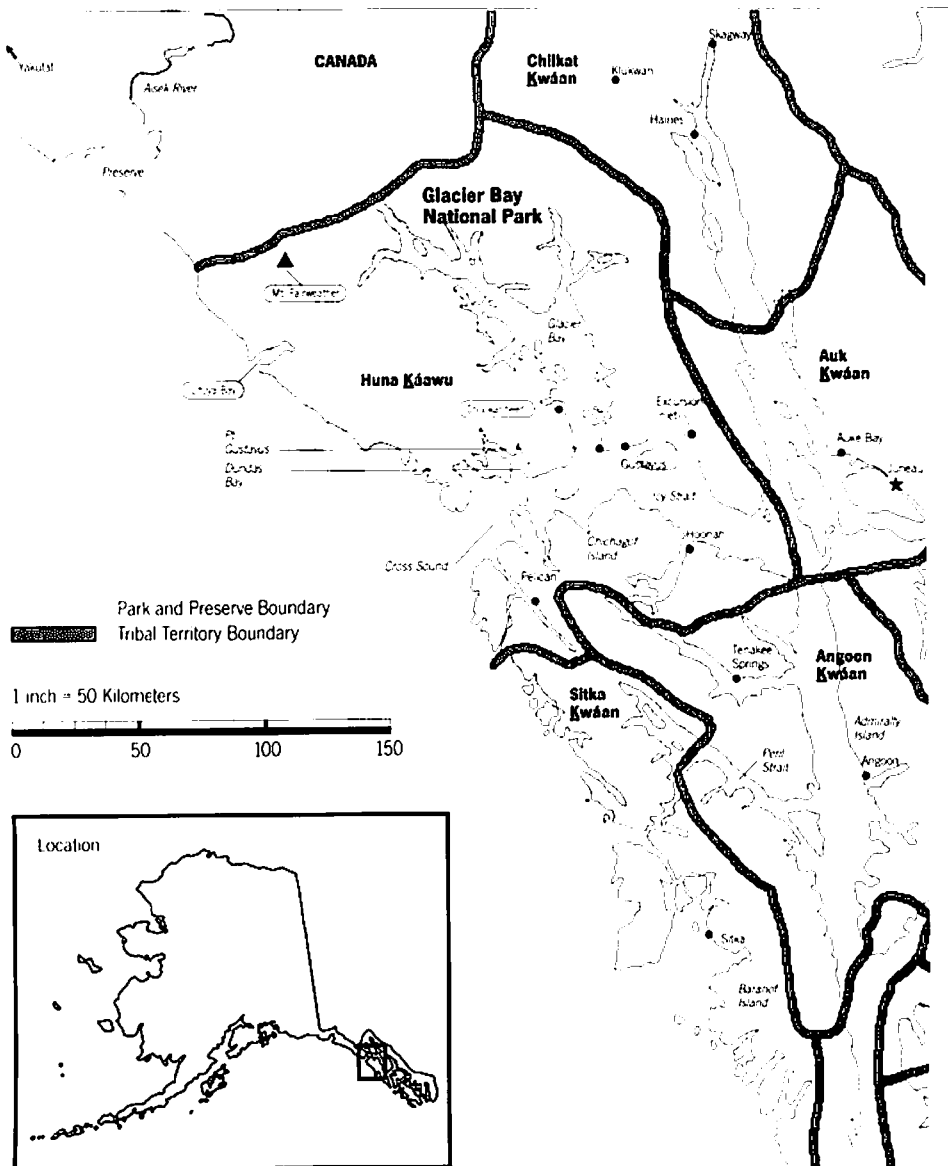 Yakutat
CANADA
Chilkat
Kwáan
Skagway
Klukwan
Alsek River
Haines
Preserve
Glacier Bay
National Park
Mt. Fairweather
Glacier
Bay
Lituya Bay
Huna Káawu
Auk
Kwáan
Excursion
Inlet
Auke Bay
Juneau
Pt.
Gustavus
Gustavus
Dundas
Bay
Icy Strait
Chichagof
Island
Hoonah
Cross Sound
Pelican
Park and Preserve Boundary
Tribal Territory Boundary
Tenakee
Springs
Angoon
Kwáan
Sitka
Kwáan
1 inch = 50 Kilometers
0 50 100 150
Admiralty
Island
Peril
Strait
Angoon
Location
Sitka
Baranof
Island